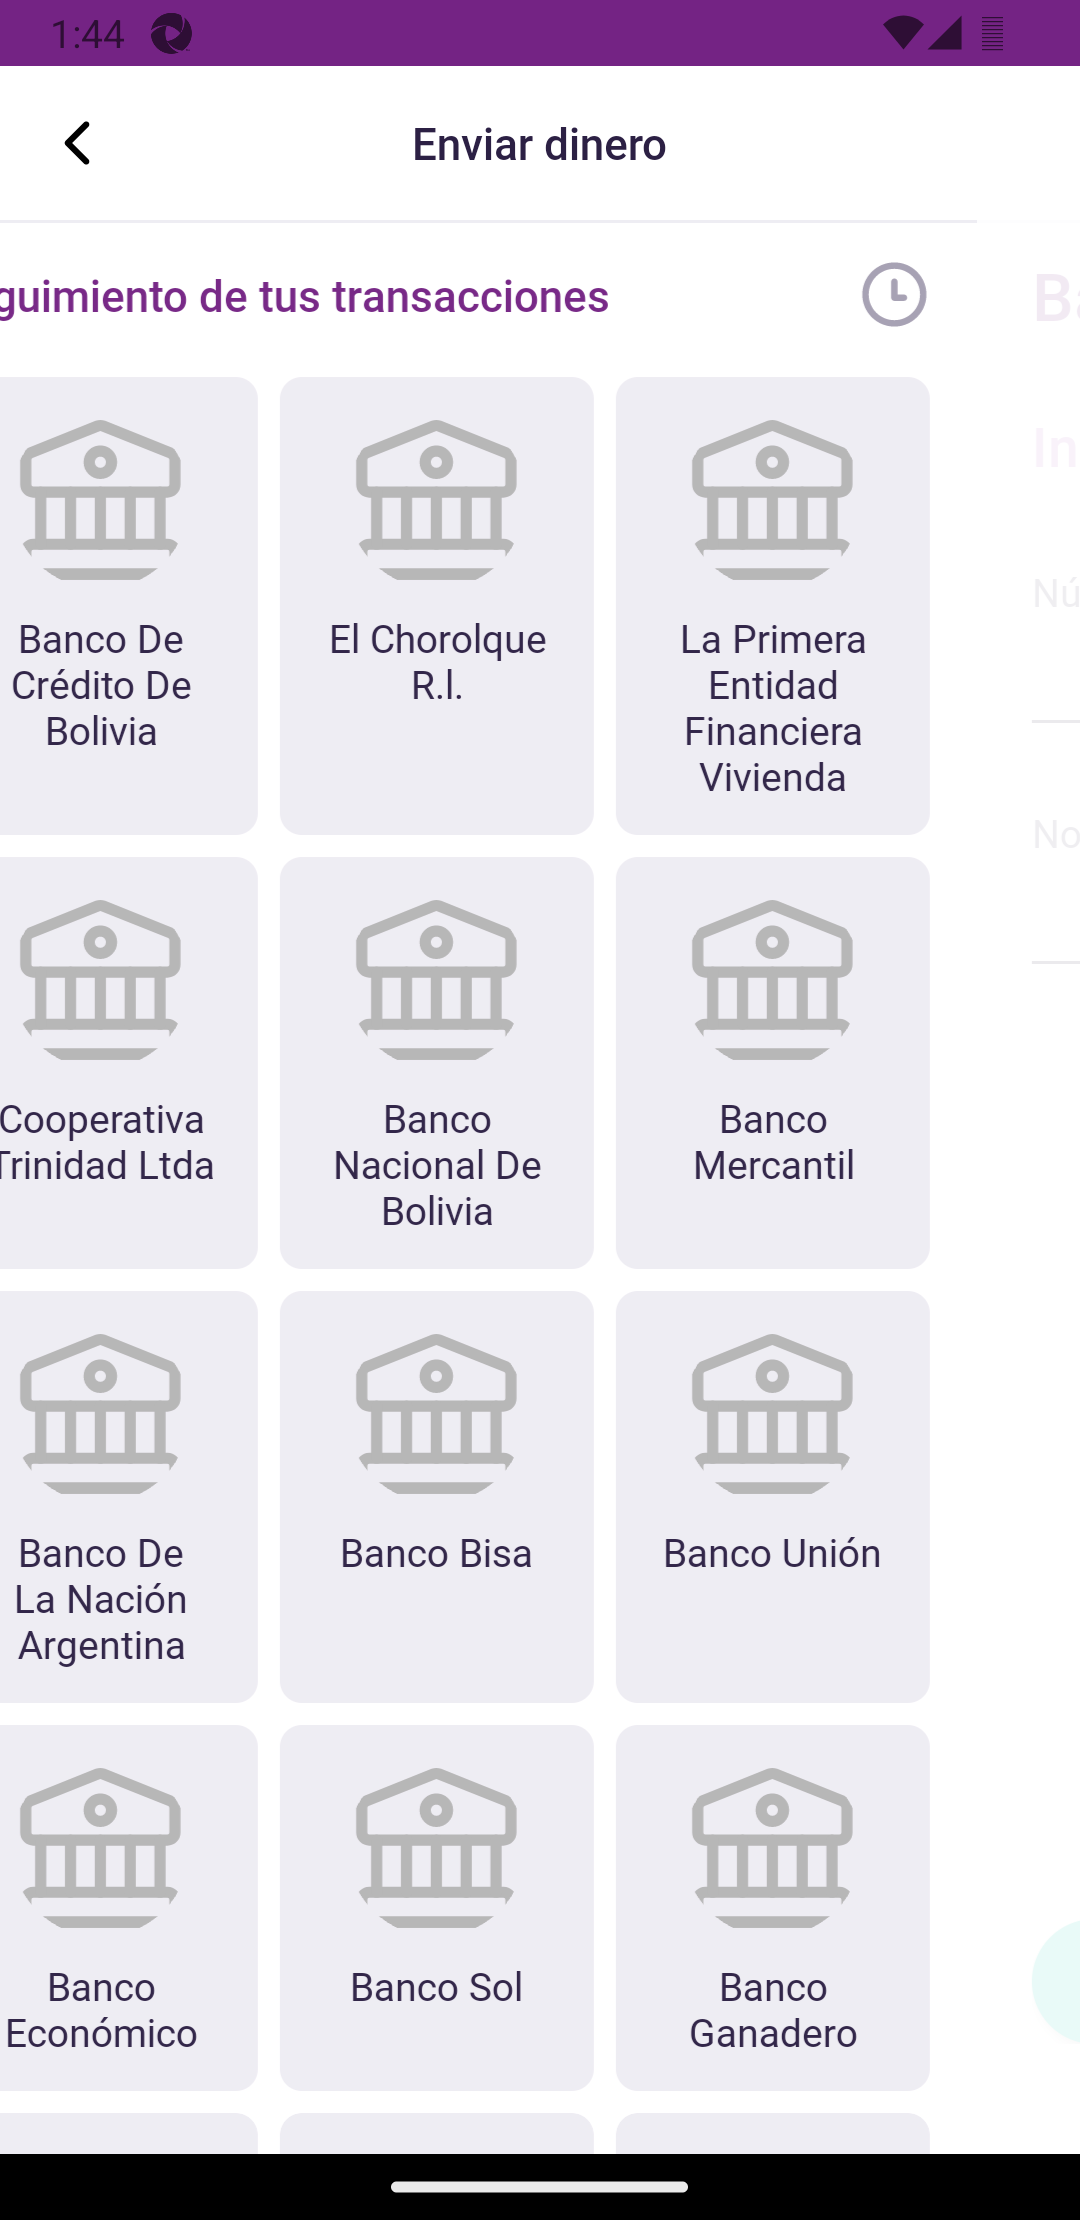 1:44
Enviar dinero
guimiento de tus transacciones
Banco De
Crédito De
Bolivia
El Chorolque
R.l.
La Primera
Entidad
Financiera
Vivienda
Cooperativa
Trinidad Ltda
Banco
Nacional De
Bolivia
Banco
Mercantil
Banco De
La Nación
Argentina
Banco Bisa
Banco Unión
Banco
Económico
Banco Sol
Banco
Ganadero
In
Nú
No